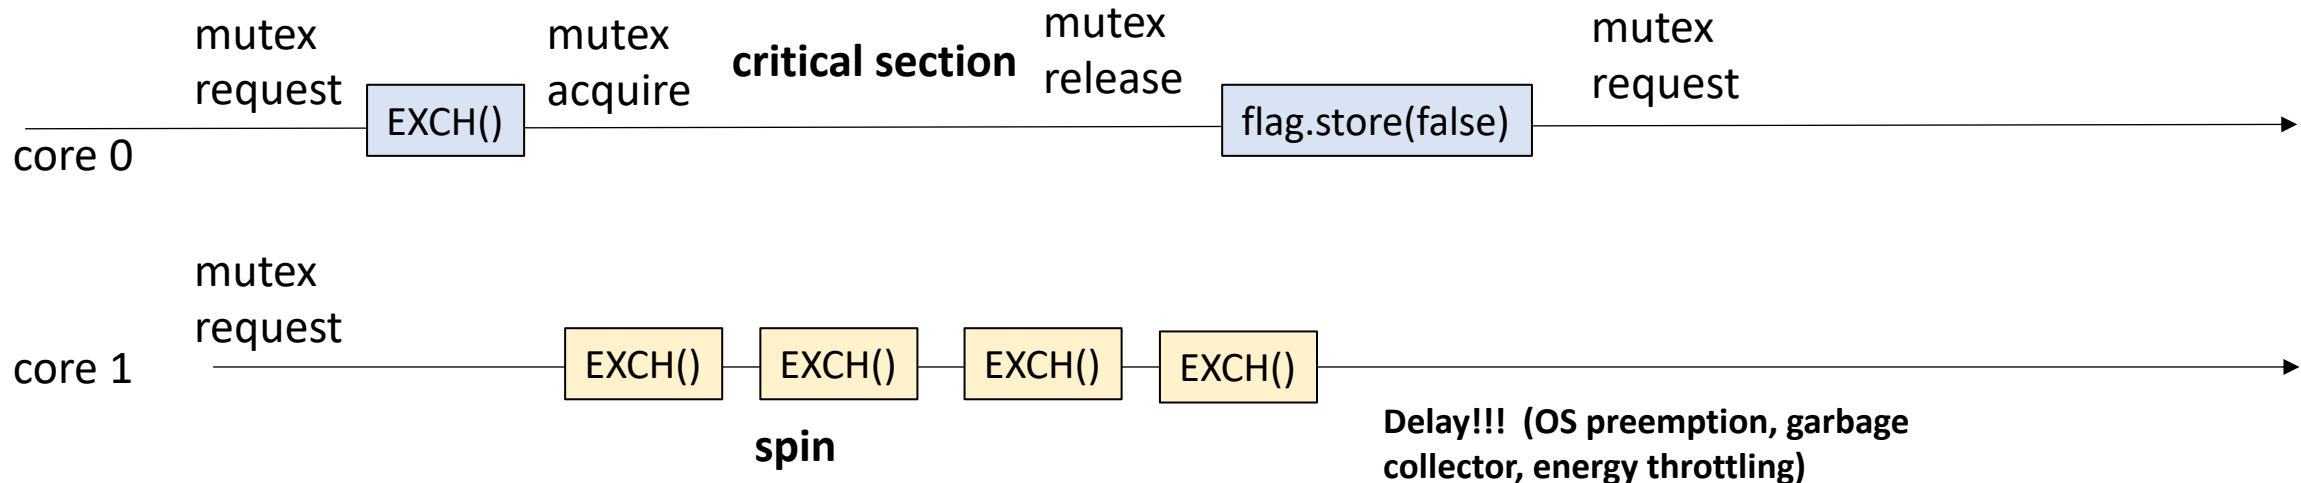 mutex
request
EXCH()
mutex
acquire
critical section
mutex
release
flag.store(false)
mutex
request
core 0
mutex
request
core 1
EXCH()
EXCH()
EXCH()
EXCH()
spin
Delay!!! (OS preemption, garbage
collector, energy throttling)